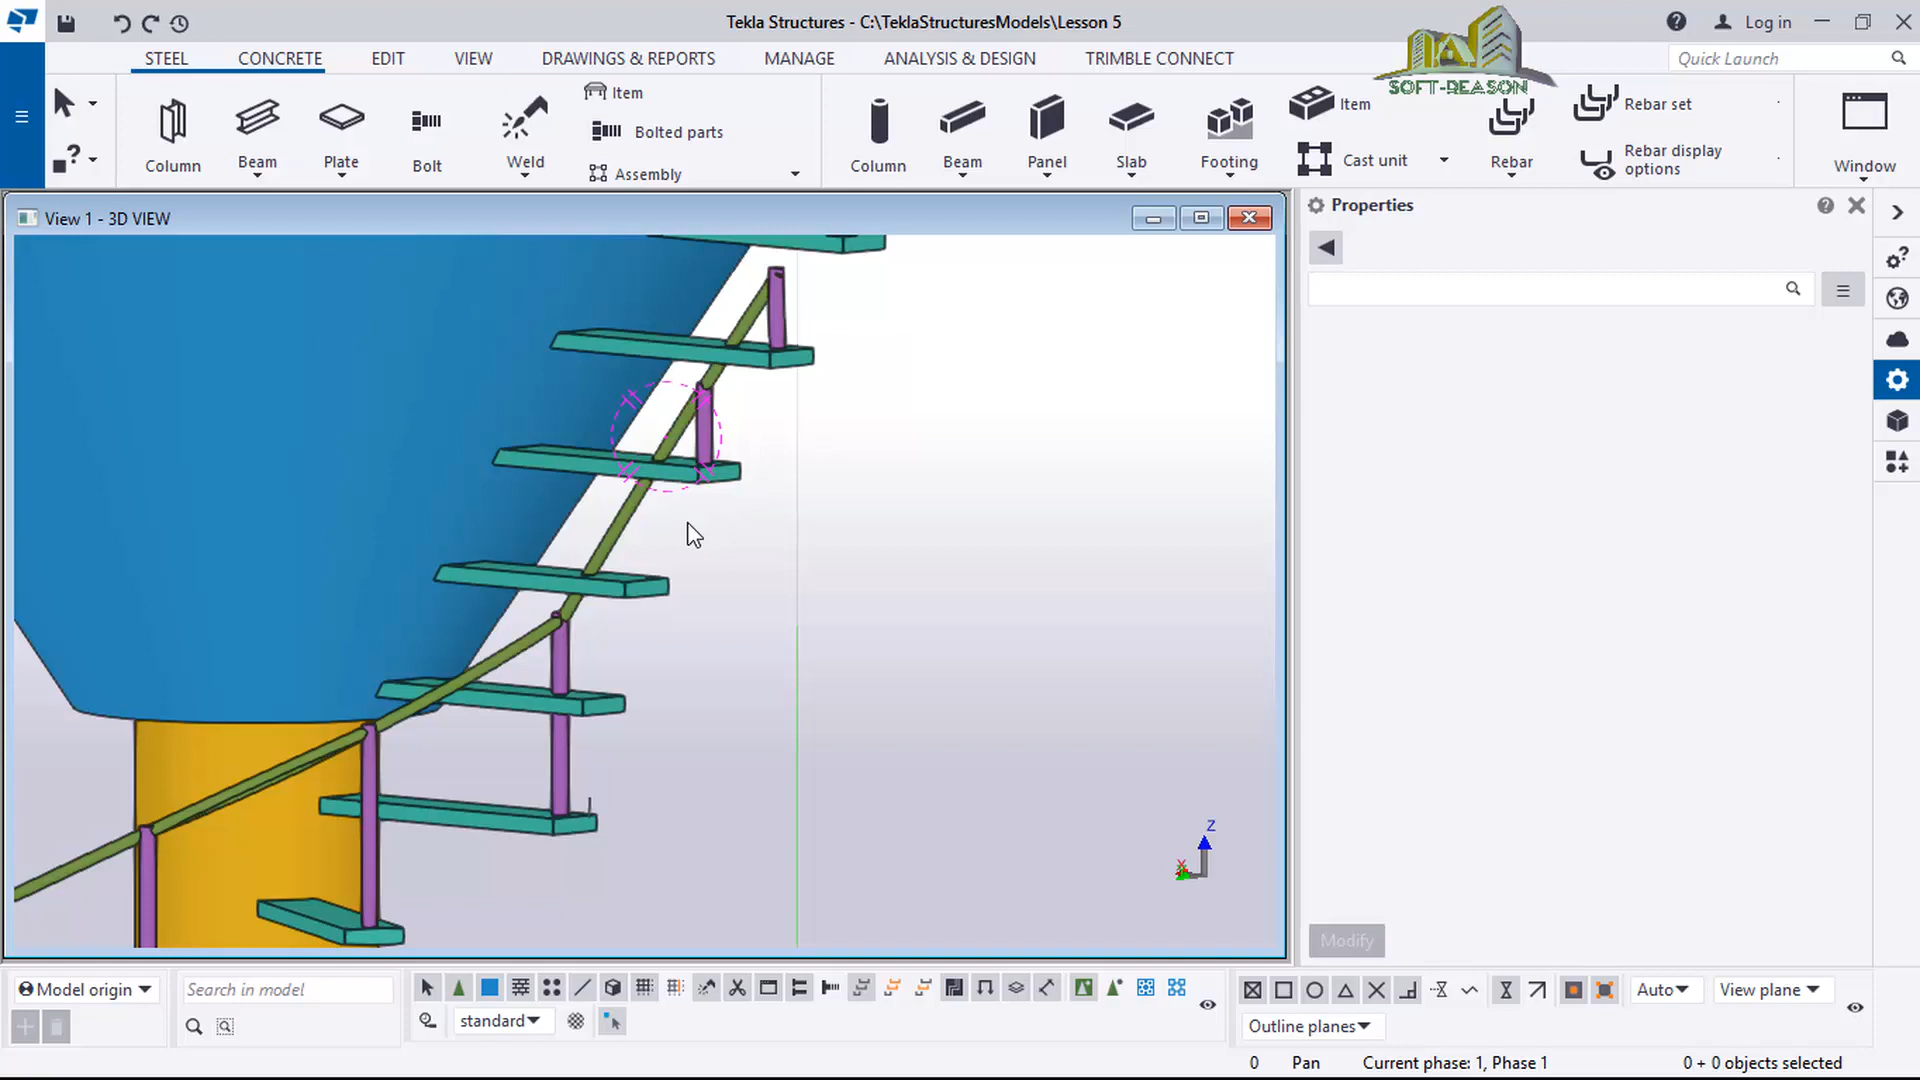 Tekla Structures - C:\TeklaStructuresModels\Lesson 5
Log in
STEEL CONCRETE EDIT VIEW DRAWINGS & REPORTS MANAGE ANALYSIS & DESIGN TRIMBLE CONNECT
SOFT-REASON
Quick Launch
Column
Beam
Plate
Bolt
Weld
Item
Bolted parts
Assembly
Column
Beam
Panel
Slab
Footing
Item
Cast unit
Rebar
Rebar set
Rebar display options
Window
View 1 - 3D VIEW
Properties
Z
X
Modify
Model origin
Search in model
standard
Auto
View plane
Outline planes
0 Pan Current phase: 1, Phase 1 0 + 0 objects selected